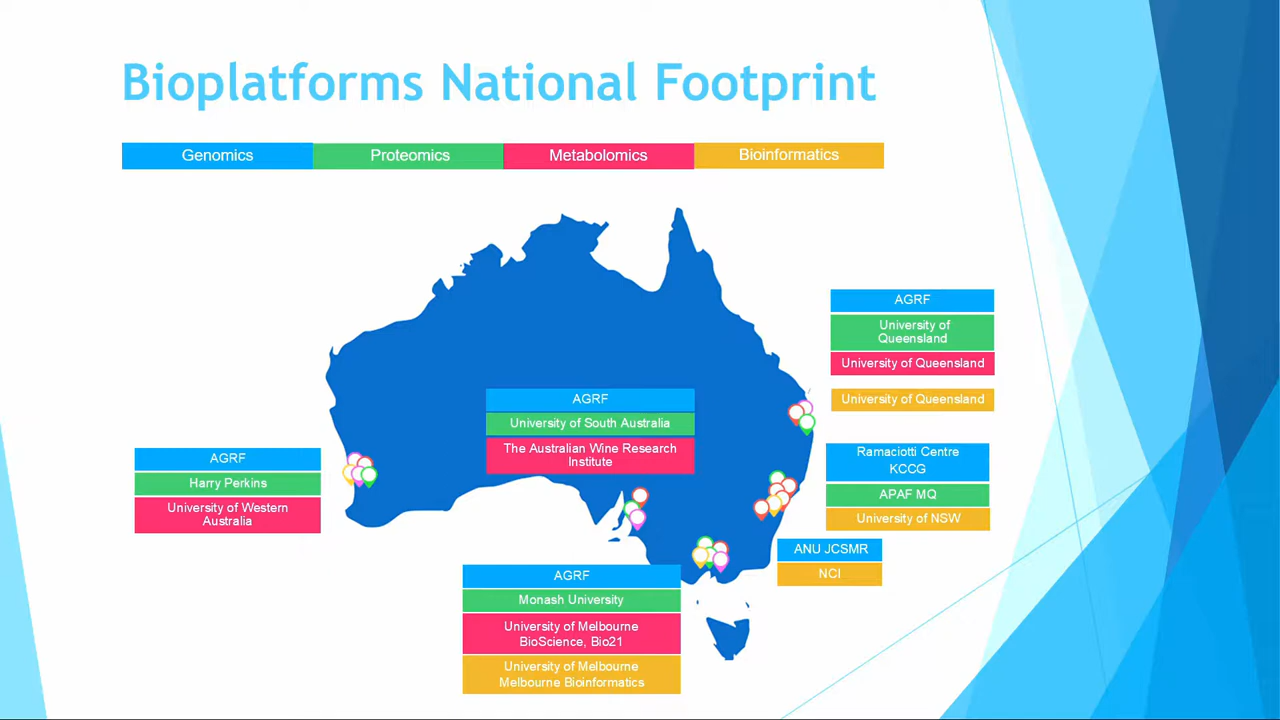 Bioplatforms National Footprint
Genomics
Proteomics
Metabolomics
Bioinformatics
AGRF
University of
Queensland
University of Queensland
University of Queensland
AGRF
University of South Australia
The Australian Wine Research
Institute
AGRF
Harry Perkins
University of Western
Australia
Ramaciotti Centre
KCCG
APAF MQ
University of NSW
ANU JCSMR
NCI
AGRF
Monash University
University of Melbourne
BioScience, Bio21
University of Melbourne
Melbourne Bioinformatics